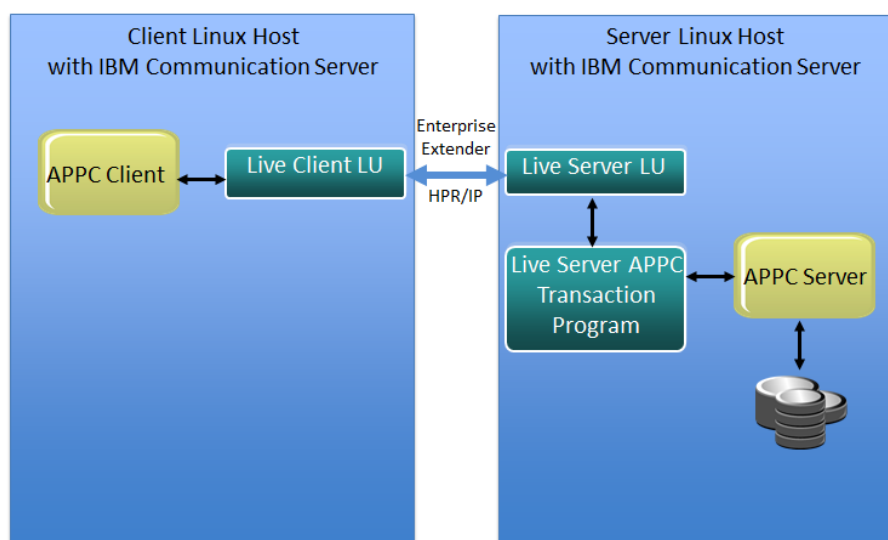 Client Linux Host
with IBM Communication Server
Server Linux Host
with IBM Communication Server
APPC Client
Live Client LU
Enterprise
Extender
HPR/IP
Live Server LU
Live Server APPC
Transaction
Program
APPC Server